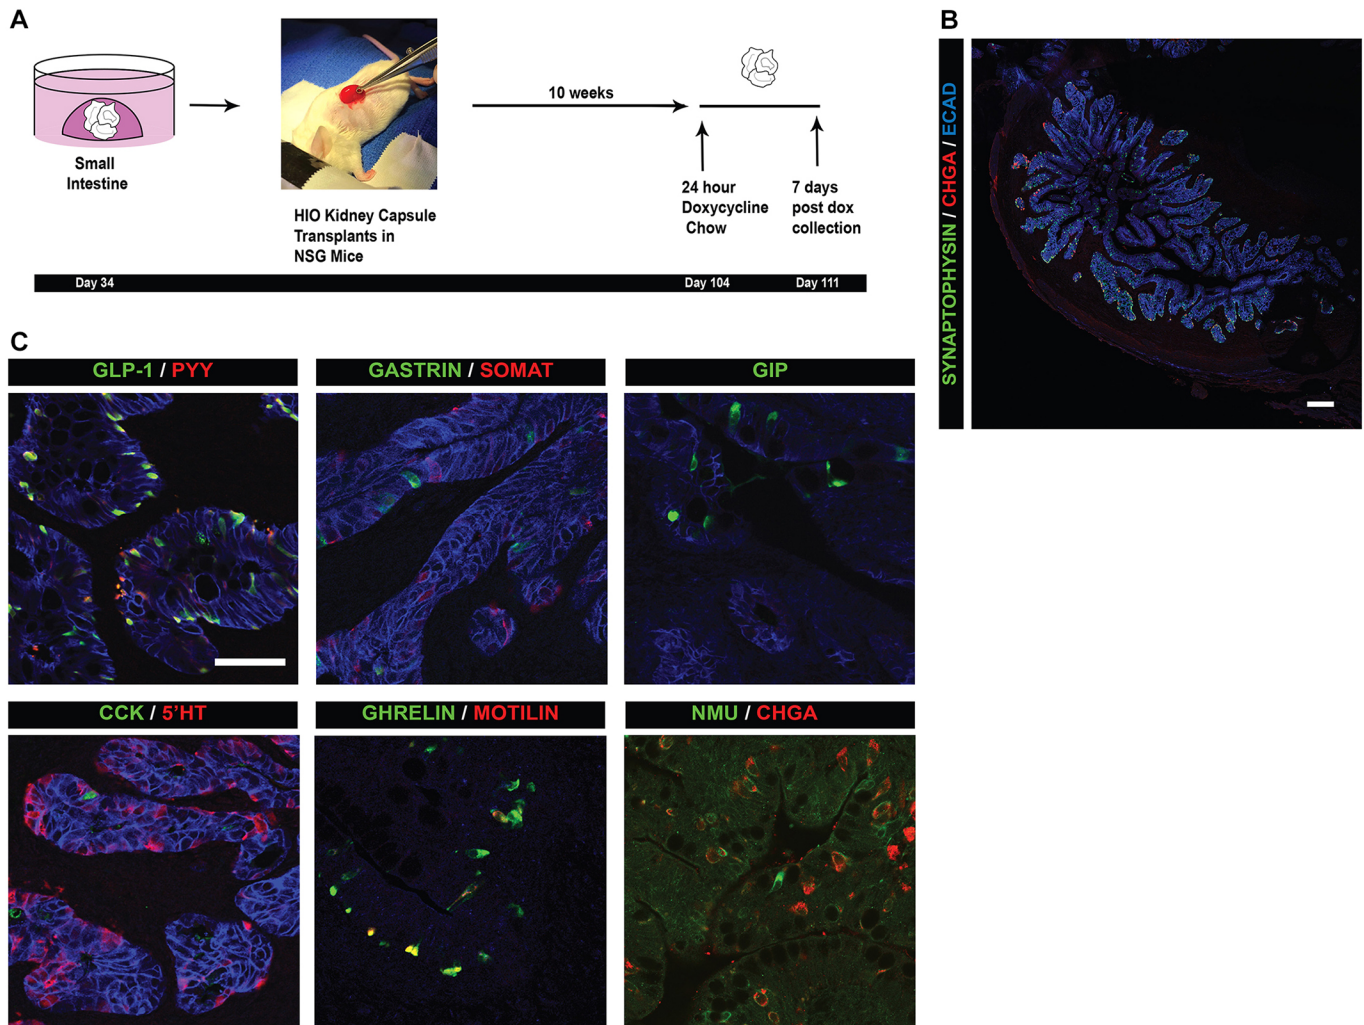 A
Small
Intestine
HIO Kidney Capsule
Transplants in
NSG Mice
10 weeks
24 hour
Doxycycline
Chow
7 days
post dox
collection
Day 34
Day 104
Day 111
B
SYNAPTOPHYSIN / CHGA / ECAD
C
GLP-1 / PYY
GASTRIN / SOMAT
GIP
CCK / 5’HT
GHRELIN / MOTILIN
NMU / CHGA